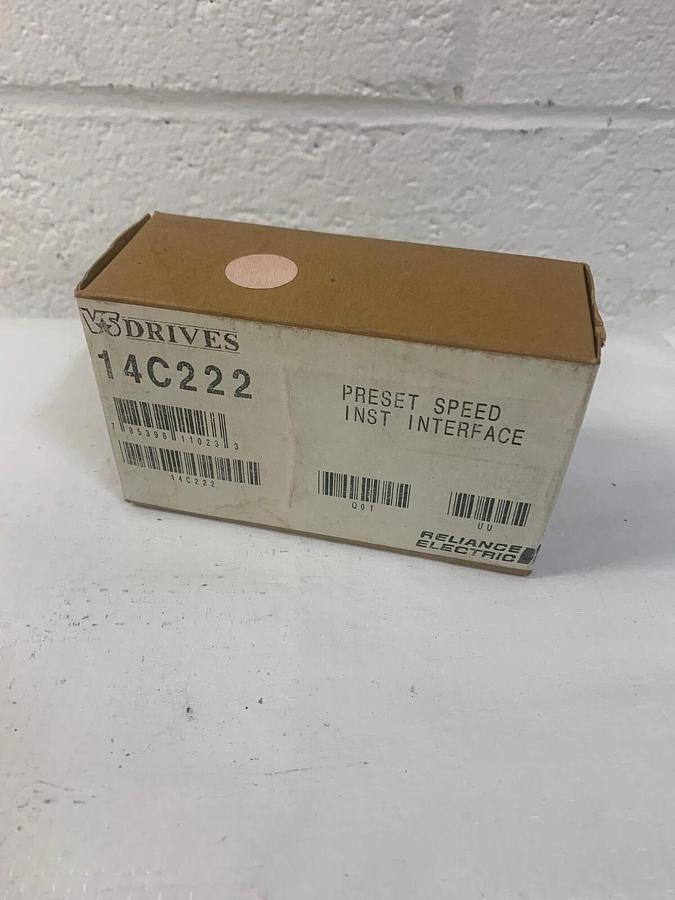 VS DRIVES
14C222
7 85398 11023 3
14C222
PRESET SPEED
INST INTERFACE
Q01
UU
RELIANCE
ELECTRIC